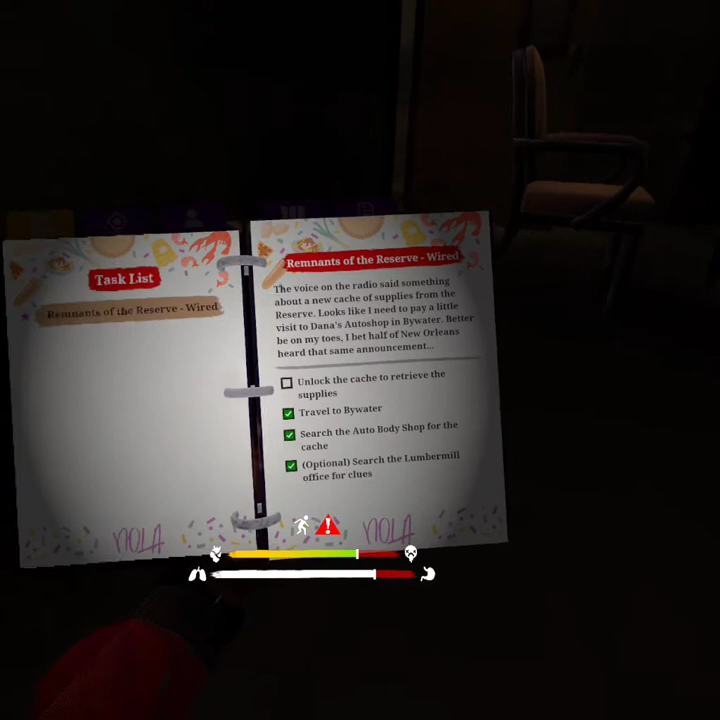 Task List
Remnants of the Reserve - Wired
NOLA
Remnants of the Reserve - Wired
The voice on the radio said something
about a new cache of supplies from the
Reserve. Looks like I need to pay a little
visit to Dana's Autoshop in Bywater. Better
be on my toes, I bet half of New Orleans
heard that same announcement...
Unlock the cache to retrieve the
supplies
Travel to Bywater
Search the Auto Body Shop for the
cache
(Optional) Search the Lumbermill
office for clues
NOLA